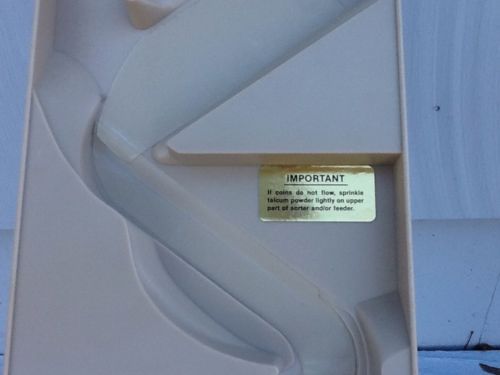 IMPORTANT
If coins do not flow, sprinkle
talcum powder lightly on upper
part of sorter and/or feeder.